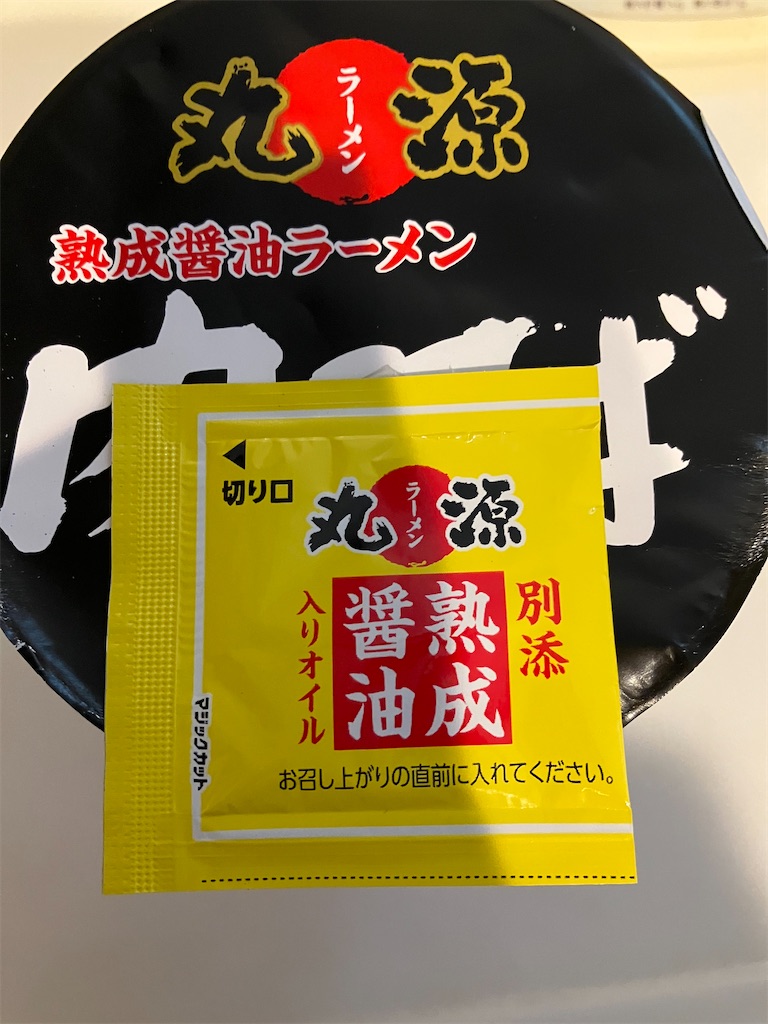 丸源
ラーメン
熟成醤油ラーメン
肉そば
切り口
丸源
ラーメン
別添
熟成
醤油
入りオイル
マジックカット
お召し上がりの直前に入れてください。